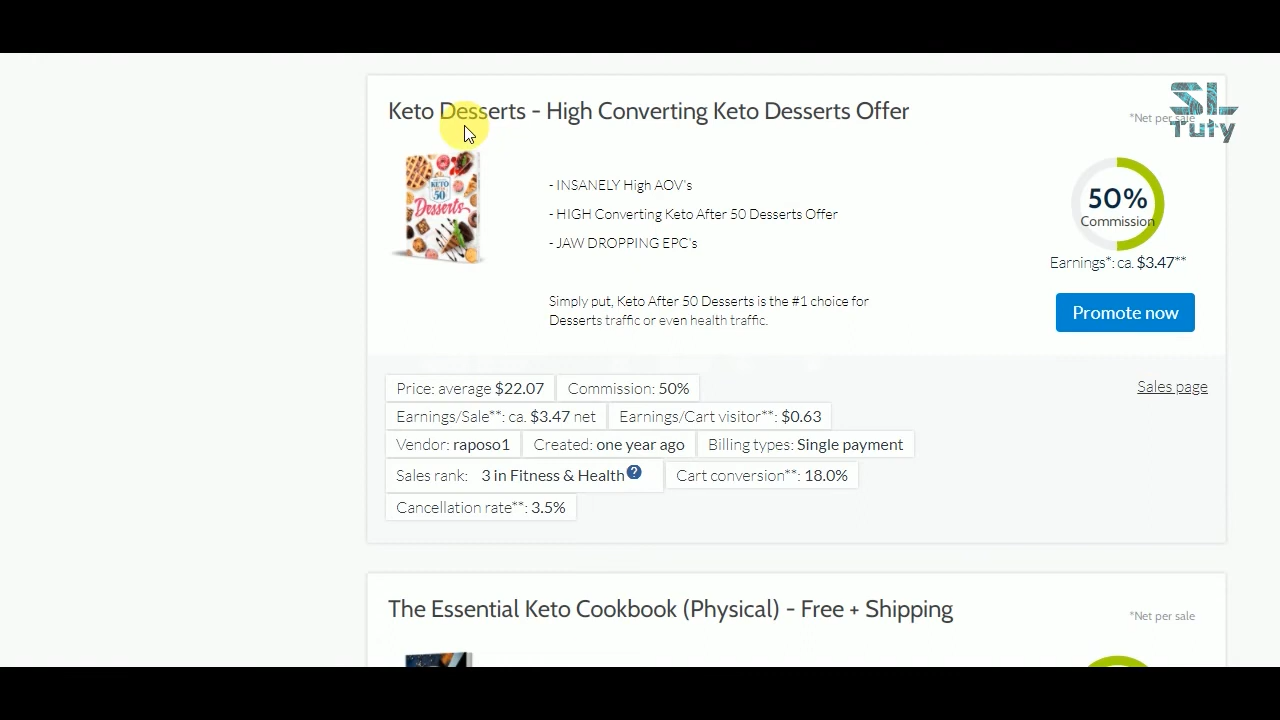 Keto Desserts - High Converting Keto Desserts Offer
SL
Tuty
*Net per sale
KETO
50
Desserts
- INSANELY High AOV's
- HIGH Converting Keto After 50 Desserts Offer
- JAW DROPPING EPC's
50%
Commission
Earnings*: ca. $3.47**
Simply put, Keto After 50 Desserts is the #1 choice for
Desserts traffic or even health traffic.
Promote now
Price: average $22.07
Commission: 50%
Sales page
Earnings/Sale**: ca. $3.47 net
Earnings/Cart visitor**: $0.63
Vendor: raposo1
Created: one year ago
Billing types: Single payment
Sales rank: 3 in Fitness & Health ?
Cart conversion**: 18.0%
Cancellation rate**: 3.5%
The Essential Keto Cookbook (Physical) - Free + Shipping
*Net per sale